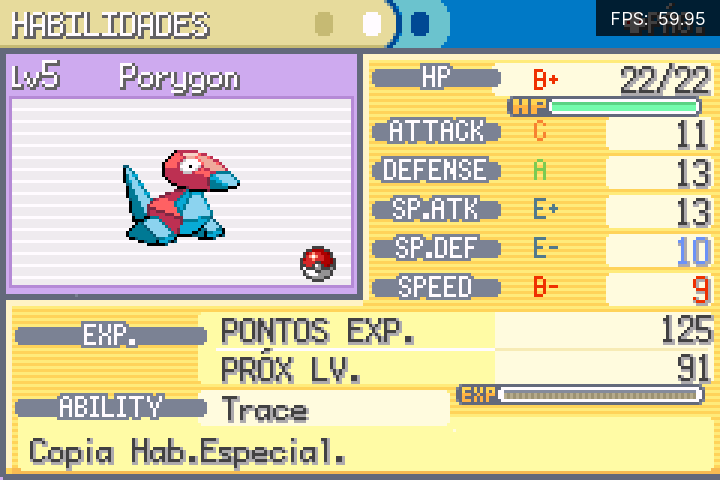 HABILIDADES
FPS: 59.95
Lv5 Porygon
HP B+ 22/22
HP
ATTACK C 11
DEFENSE A 13
SP.ATK E+ 13
SP.DEF E- 10
SPEED B- 9
EXP. PONTOS EXP. 125
PRÓX LV. 91
EXP
ABILITY Trace
Copia Hab.Especial.